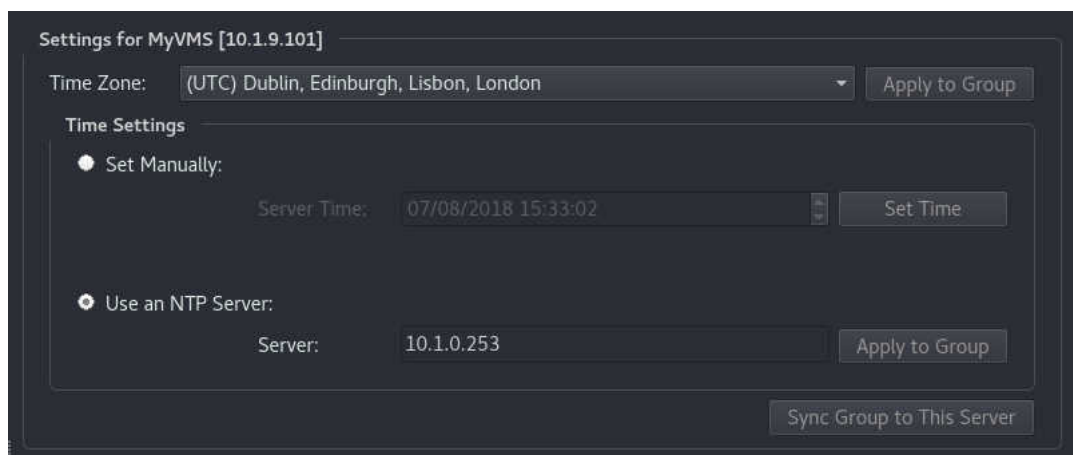 Settings for MyVMS [10.1.9.101]
Time Zone: (UTC) Dublin, Edinburgh, Lisbon, London Apply to Group
Time Settings
Set Manually:
Server Time: 07/08/2018 15:33:02 Set Time
Use an NTP Server:
Server: 10.1.0.253 Apply to Group
Sync Group to This Server